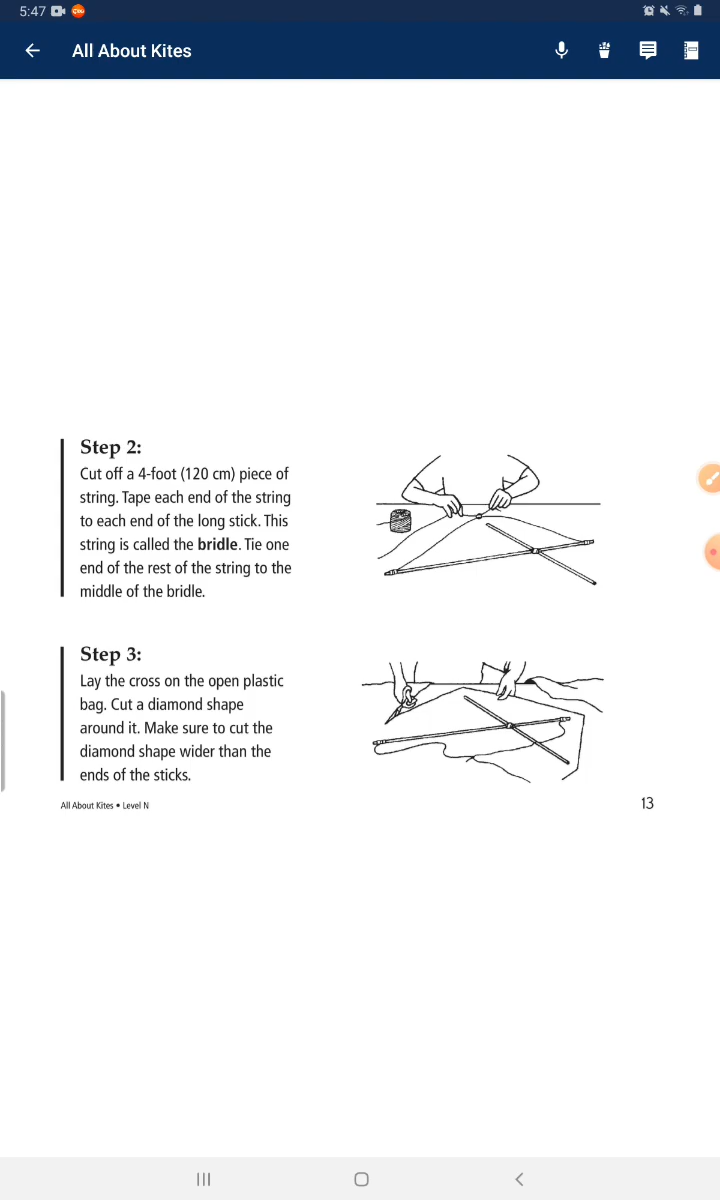 5:47
All About Kites
Step 2:
Cut off a 4-foot (120 cm) piece of
string. Tape each end of the string
to each end of the long stick. This
string is called the bridle. Tie one
end of the rest of the string to the
middle of the bridle.
Step 3:
Lay the cross on the open plastic
bag. Cut a diamond shape
around it. Make sure to cut the
diamond shape wider than the
ends of the sticks.
All About Kites • Level N
13